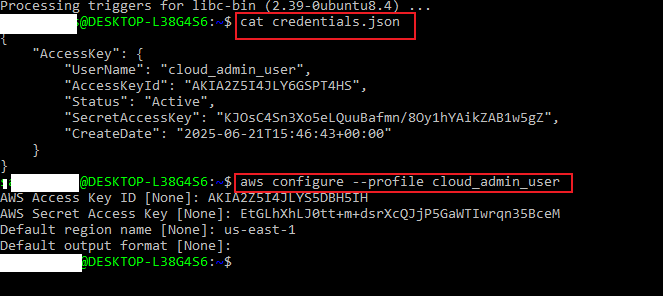 Processing triggers for libc-bin (2.39-0ubuntu8.4) ...
@DESKTOP-L38G4S6:~$ cat credentials.json
{
    "AccessKey": {
        "UserName": "cloud_admin_user",
        "AccessKeyId": "AKIA2Z5I4JLY6GSPT4HS",
        "Status": "Active",
        "SecretAccessKey": "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",
        "CreateDate": "2025-06-21T15:46:43+00:00"
    }
}
@DESKTOP-L38G4S6:~$ aws configure --profile cloud_admin_user
AWS Access Key ID [None]: AKIA2Z5I4JLYS5DBH5IH
AWS Secret Access Key [None]: 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
Default region name [None]: us-east-1
Default output format [None]:
@DESKTOP-L38G4S6:~$